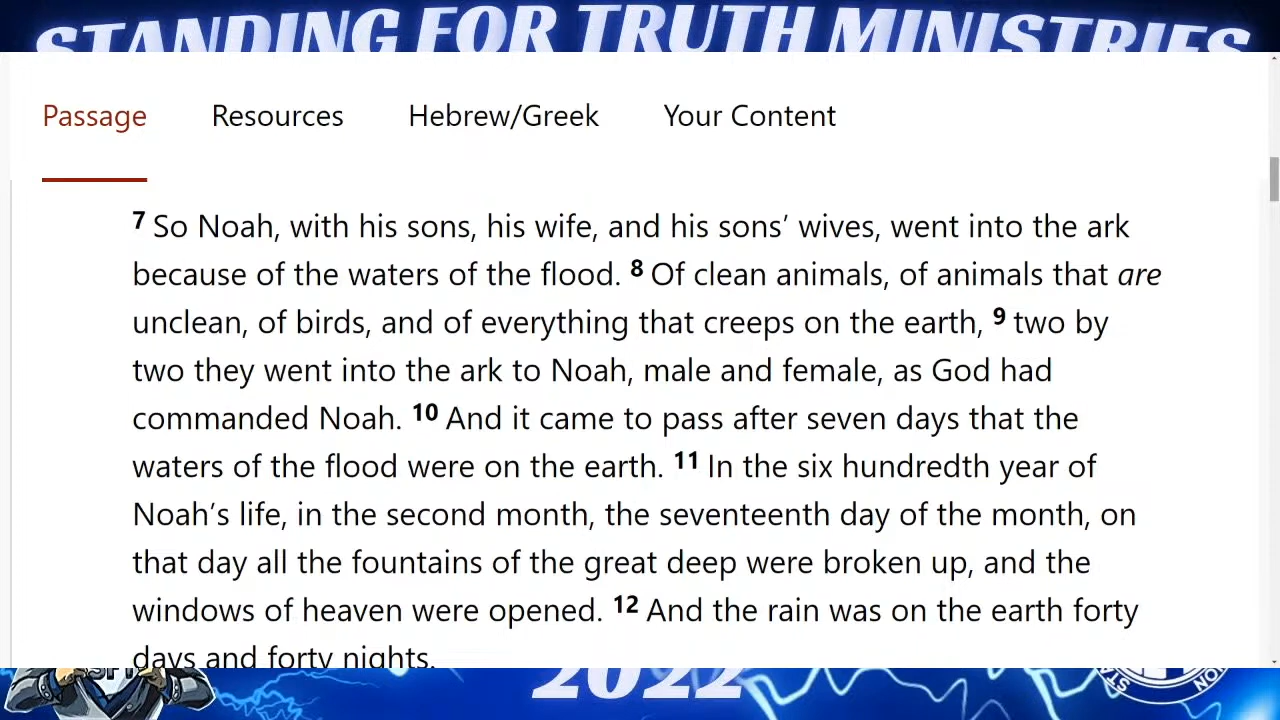 STANDING FOR TRUTH MINISTRIES
Passage Resources Hebrew/Greek Your Content
7 So Noah, with his sons, his wife, and his sons’ wives, went into the ark
because of the waters of the flood. 8 Of clean animals, of animals that are
unclean, of birds, and of everything that creeps on the earth, 9 two by
two they went into the ark to Noah, male and female, as God had
commanded Noah. 10 And it came to pass after seven days that the
waters of the flood were on the earth. 11 In the six hundredth year of
Noah’s life, in the second month, the seventeenth day of the month, on
that day all the fountains of the great deep were broken up, and the
windows of heaven were opened. 12 And the rain was on the earth forty
days and forty nights.
2022